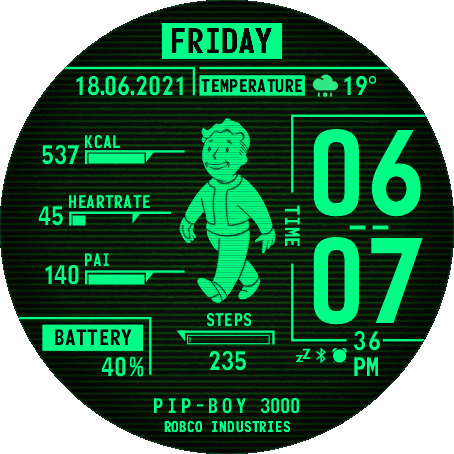 FRIDAY
18.06.2021 TEMPERATURE 19°
KCAL
537
HEARTRATE
45
PAI
140
TIME
06
07
36
PM
zZ
STEPS
235
BATTERY
40%
PIP-BOY 3000
ROBCO INDUSTRIES